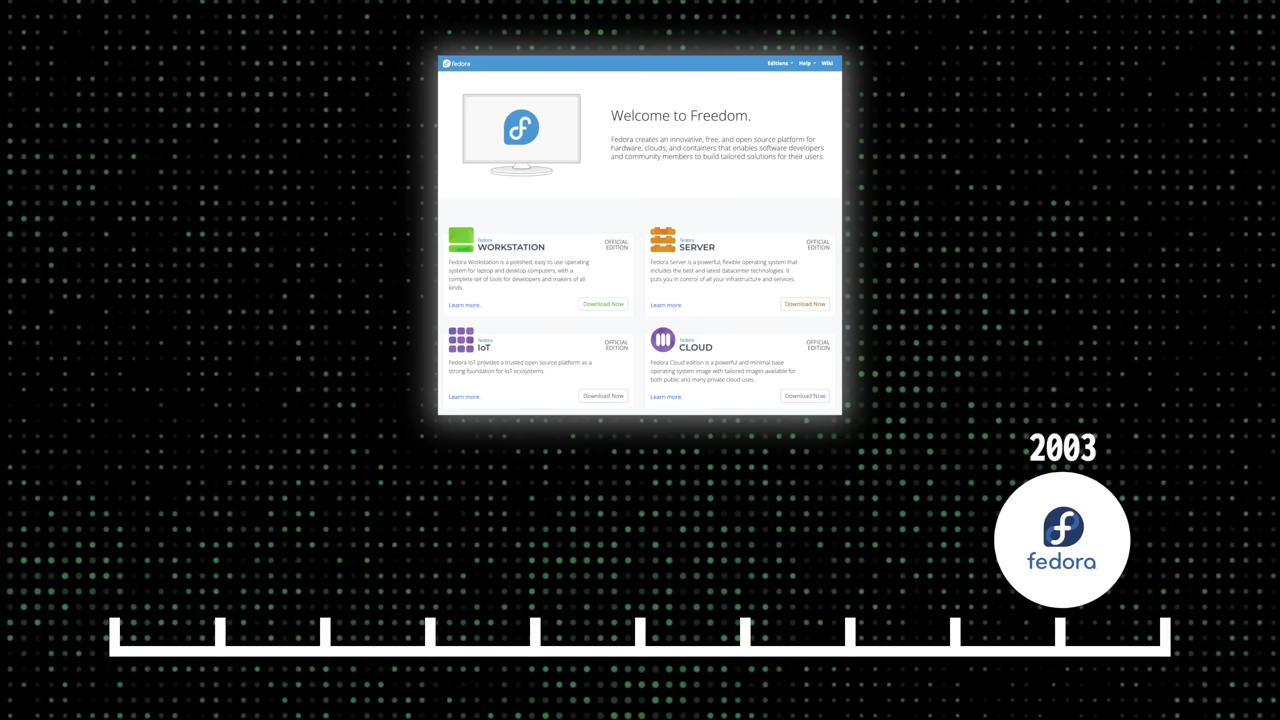 fedora
Editions
Help
Wiki
Welcome to Freedom.
Fedora creates an innovative, free, and open source platform for
hardware, clouds, and containers that enables software developers
and community members to build tailored solutions for their users.
fedora
WORKSTATION
OFFICIAL
EDITION
Fedora Workstation is a polished, easy to use operating
system for laptop and desktop computers, with a
complete set of tools for developers and makers of all
kinds.
Learn more.
Download Now
fedora
SERVER
OFFICIAL
EDITION
Fedora Server is a powerful, flexible operating system that
includes the best and latest datacenter technologies. It
puts you in control of all your infrastructure and services.
Learn more.
Download Now
fedora
IoT
OFFICIAL
EDITION
Fedora IoT provides a trusted open source platform as a
strong foundation for IoT ecosystems.
Learn more.
Download Now
fedora
CLOUD
OFFICIAL
EDITION
Fedora Cloud edition is a powerful and minimal base
operating system image with tailored images available for
both public and many private cloud uses.
Learn more.
Download Now
2003
fedora